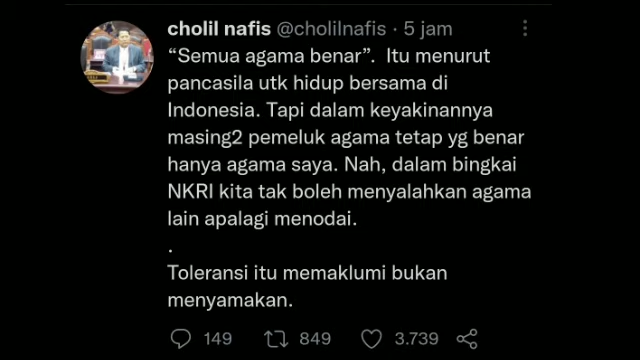 cholil nafis @cholilnafis · 5 jam
“Semua agama benar”. Itu menurut
pancasila utk hidup bersama di
Indonesia. Tapi dalam keyakinannya
masing2 pemeluk agama tetap yg benar
hanya agama saya. Nah, dalam bingkai
NKRI kita tak boleh menyalahkan agama
lain apalagi menodai.
.
Toleransi itu memaklumi bukan
menyamakan.
149 849 3.739